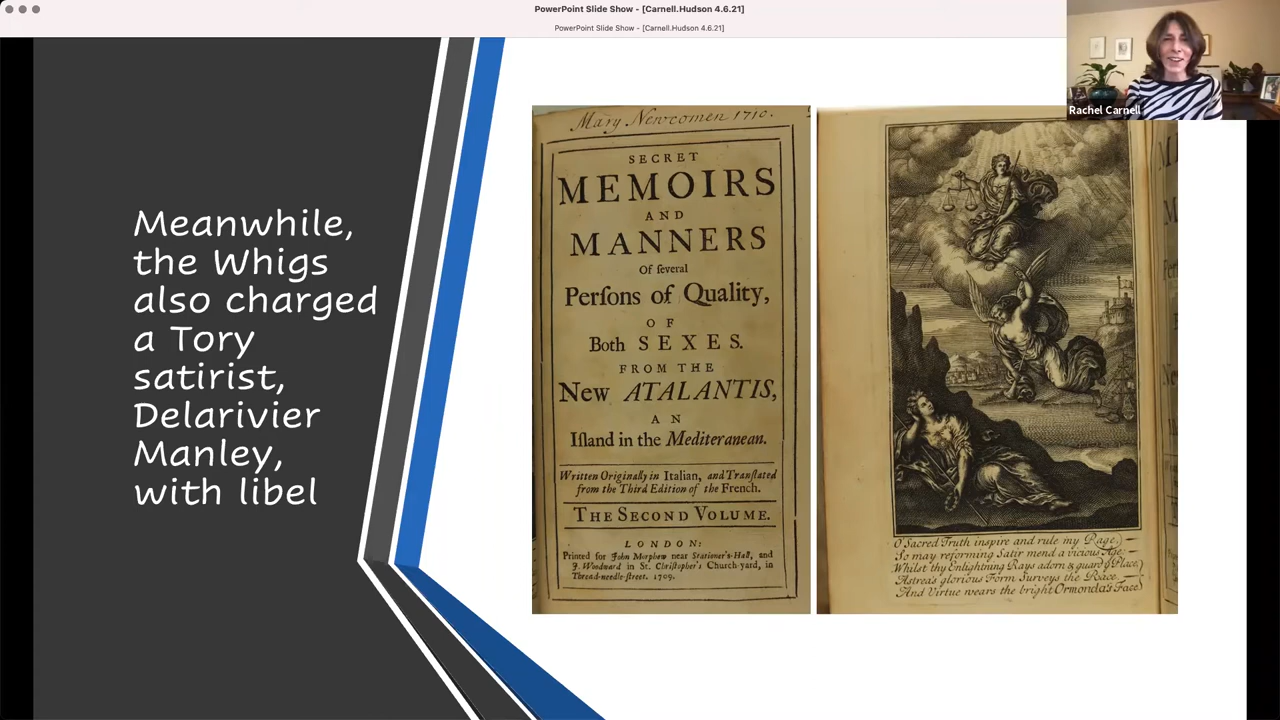 PowerPoint Slide Show - [Carnell.Hudson 4.6.21]
PowerPoint Slide Show - [Carnell.Hudson 4.6.21]
Rachel Carnell
Meanwhile,
the Whigs
also charged
a Tory
satirist,
Delarivier
Manley,
with libel
Mary Newcomen 1710.
SECRET
MEMOIRS
AND
MANNERS
Of ſeveral
Perſons of Quality,
OF
Both SEXES.
FROM THE
New ATALANTIS,
AN
Iſland in the Mediteranean.
Written Originally in Italian, and Tranſlated
from the Third Edition of the French.
THE SECOND VOLUME.
LONDON:
Printed for John Morphew near Stationer's-Hall, and
J. Woodward in St. Chriſtopher's Church-yard, in
Thread-needle-ſtreet. 1709.
O Sacred Truth inspire and rule my Page,
So may reforming Satir mend a vicious Age;
Whilst thy Enlightning Rays adorn & guard Place,
Astrea's glorious Form Surveys the
And Virtue wears the bright Ormonda's Face